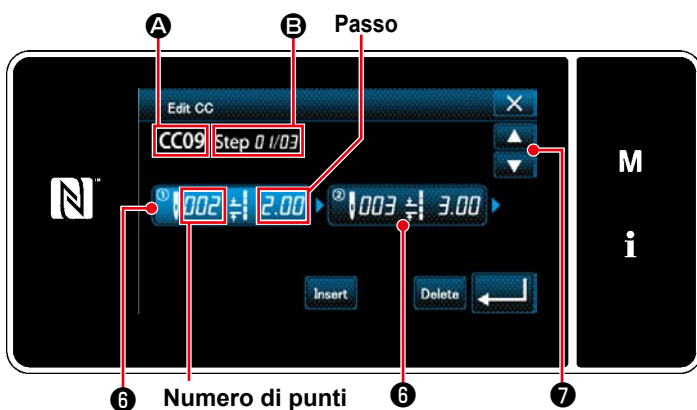 A B Passo
Edit CC
CC09 Step 01/03
M
N™
① 002 2.00 ② 003 3.00
i
Insert Delete
6 Numero di punti 6 7